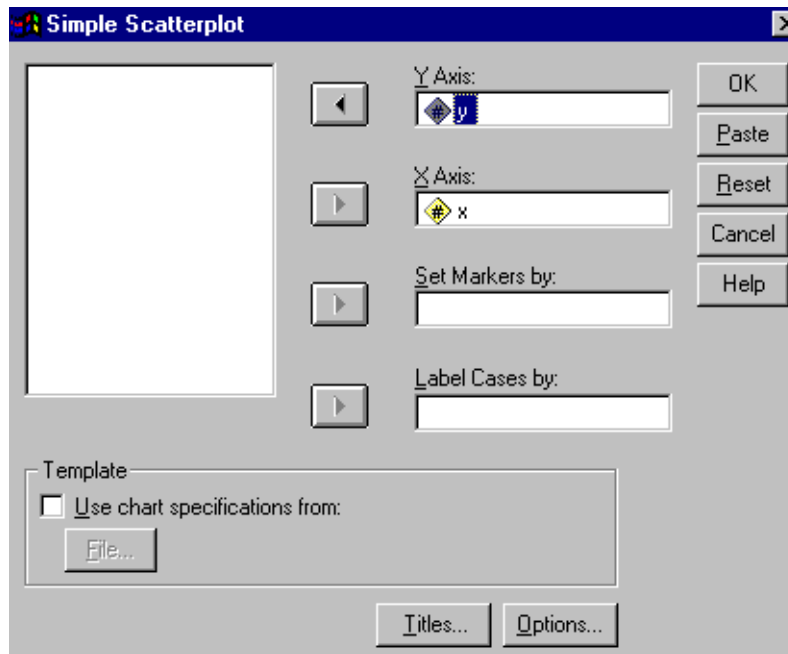 Simple Scatterplot
Y Axis:
# y
X Axis:
# x
Set Markers by:
Label Cases by:
OK
Paste
Reset
Cancel
Help
Template
Use chart specifications from:
File...
Titles...
Options...